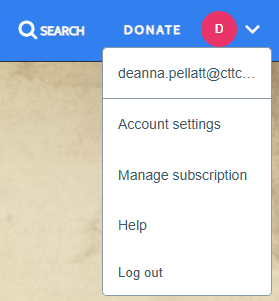 SEARCH DONATE D
deanna.pellatt@cttc...
Account settings
Manage subscription
Help
Log out